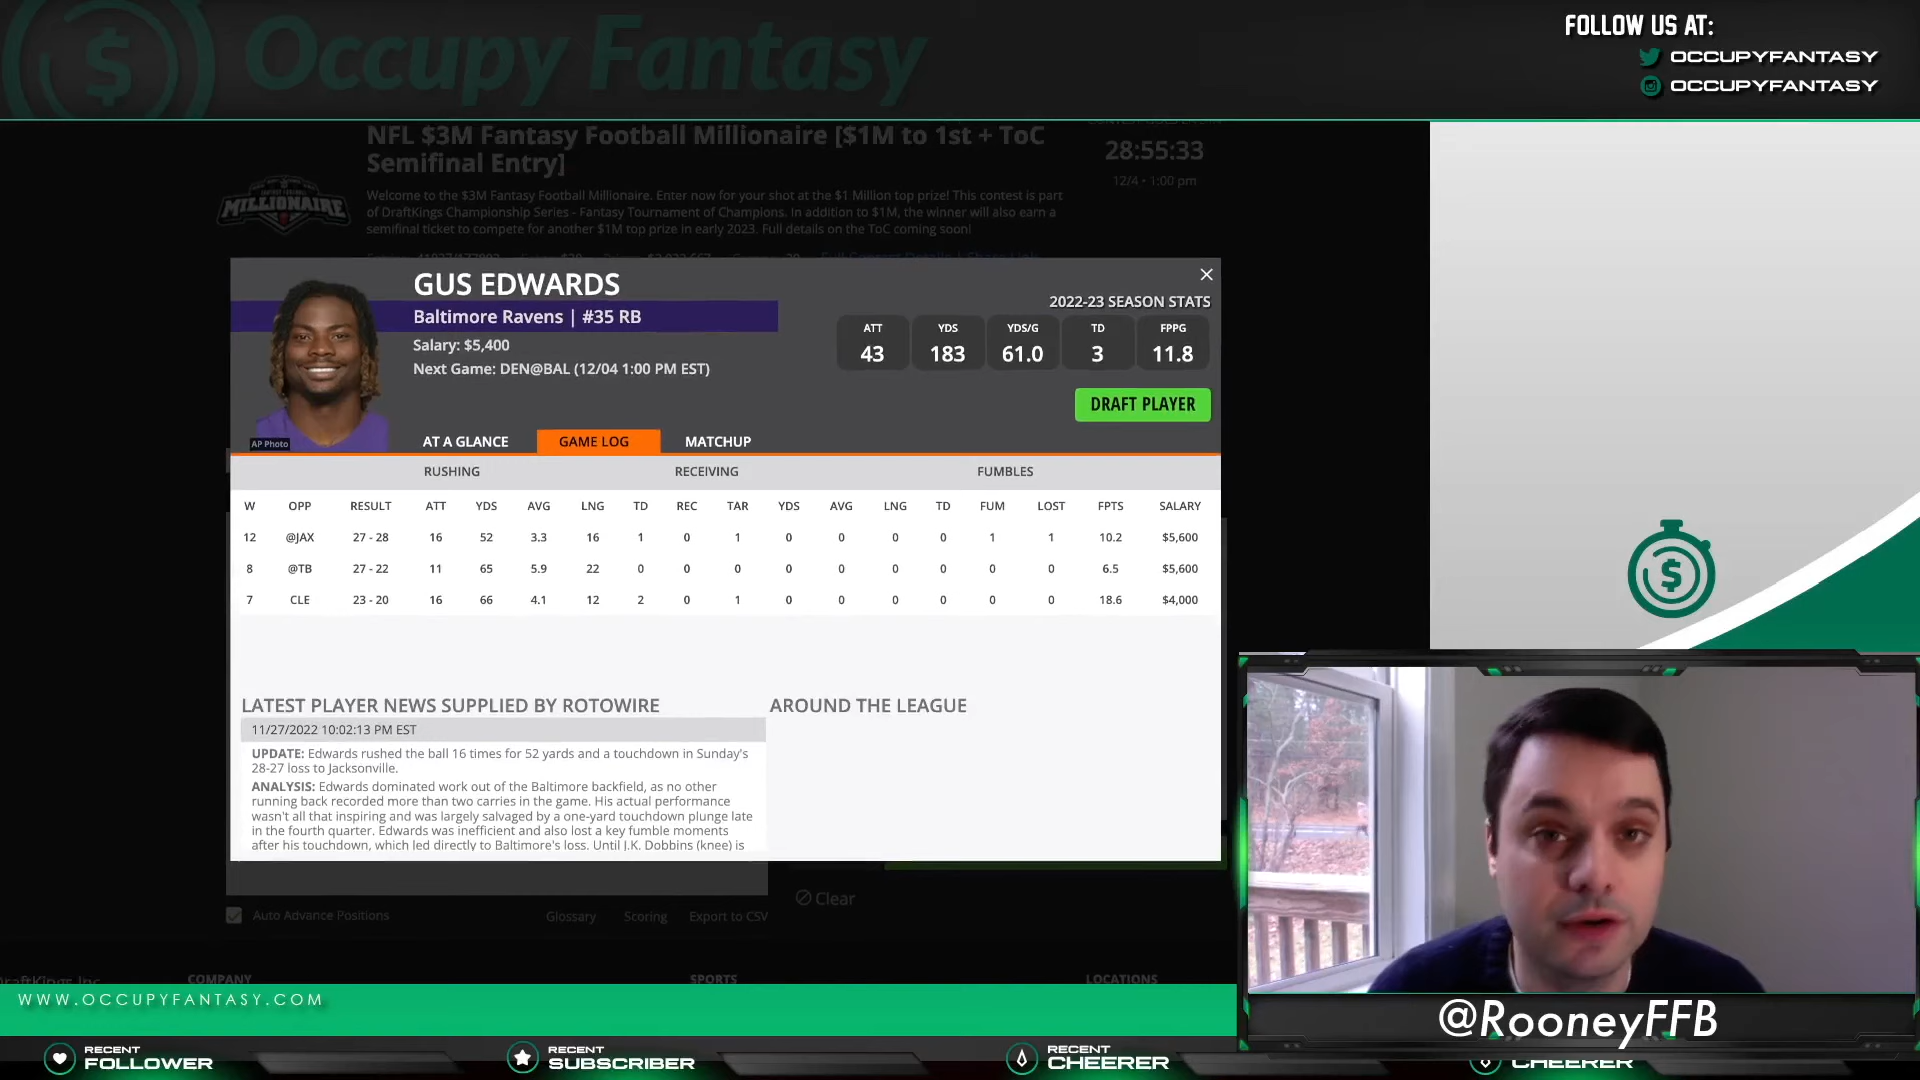 Occupy Fantasy
FOLLOW US AT:
OCCUPYFANTASY
OCCUPYFANTASY
NFL $3M Fantasy Football Millionaire [$1M to 1st + ToC
Semifinal Entry]
28:55:33
12/4 • 1:00 pm
MILLIONAIRE
Welcome to the $3M Fantasy Football Millionaire. Enter now for your shot at the $1 Million top prize! This contest is part
of DraftKings Championship Series - Fantasy Tournament of Champions. In addition to $1M, the winner will also earn a
semifinal ticket to compete for another $1M top prize in early 2023. Full details on the ToC coming soon!
GUS EDWARDS
Baltimore Ravens | #35 RB
Salary: $5,400
Next Game: DEN@BAL (12/04 1:00 PM EST)
2022-23 SEASON STATS
ATT YDS YDS/G TD FPPG
43 183 61.0 3 11.8
DRAFT PLAYER
AP Photo
AT A GLANCE GAME LOG MATCHUP
RUSHING RECEIVING FUMBLES
W OPP RESULT ATT YDS AVG LNG TD REC TAR YDS AVG LNG TD FUM LOST FPTS SALARY
12 @JAX 27 - 28 16 52 3.3 16 1 0 1 0 0 0 0 1 1 10.2 $5,600
8 @TB 27 - 22 11 65 5.9 22 0 0 0 0 0 0 0 0 0 6.5 $5,600
7 CLE 23 - 20 16 66 4.1 12 2 0 1 0 0 0 0 0 0 18.6 $4,000
LATEST PLAYER NEWS SUPPLIED BY ROTOWIRE
AROUND THE LEAGUE
11/27/2022 10:02:13 PM EST
UPDATE: Edwards rushed the ball 16 times for 52 yards and a touchdown in Sunday's
28-27 loss to Jacksonville.
ANALYSIS: Edwards dominated work out of the Baltimore backfield, as no other
running back recorded more than two carries in the game. His actual performance
wasn't all that inspiring and was largely salvaged by a one-yard touchdown plunge late
in the fourth quarter. Edwards was inefficient and also lost a key fumble moments
after his touchdown, which led directly to Baltimore's loss. Until J.K. Dobbins (knee) is
Clear
Auto Advance Positions
Glossary Scoring Export to CSV
COMPANY SPORTS LOCATIONS
WWW.OCCUPYFANTASY.COM
@RooneyFFB
RECENT
FOLLOWER
RECENT
SUBSCRIBER
RECENT
CHEERER
CHEERER